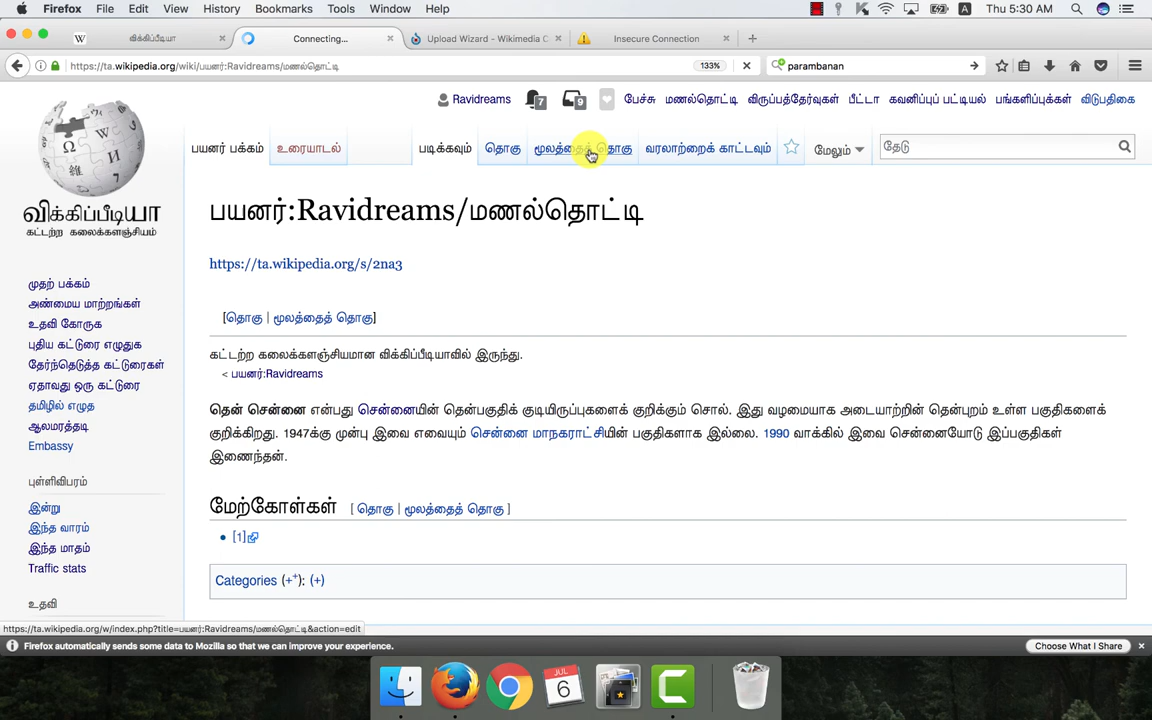 Firefox File Edit View History Bookmarks Tools Window Help Thu 5:30 AM
விக்கிப்பீடியா Connecting... Upload Wizard - Wikimedia C Insecure Connection
https://ta.wikipedia.org/wiki/பயனர்:Ravidreams/மணல்தொட்டி 133% parambanan
Ravidreams 7 9 பேச்சு மணல்தொட்டி விருப்பத்தேர்வுகள் பீட்டா கவனிப்புப் பட்டியல் பங்களிப்புக்கள் விடுபதிகை
பயனர் பக்கம் உரையாடல் படிக்கவும் தொகு மூலத்தைத் தொகு வரலாற்றைக் காட்டவும் மேலும் தேடு
விக்கிப்பீடியா
கட்டற்ற கலைக்களஞ்சியம்
முதற் பக்கம்
அண்மைய மாற்றங்கள்
உதவி கோருக
புதிய கட்டுரை எழுதுக
தேர்ந்தெடுத்த கட்டுரைகள்
ஏதாவது ஒரு கட்டுரை
தமிழில் எழுத
ஆலமரத்தடி
Embassy
புள்ளிவிபரம்
இன்று
இந்த வாரம்
இந்த மாதம்
Traffic stats
உதவி
பயனர்:Ravidreams/மணல்தொட்டி
https://ta.wikipedia.org/s/2na3
[தொகு | மூலத்தைத் தொகு]
கட்டற்ற கலைக்களஞ்சியமான விக்கிப்பீடியாவில் இருந்து.
< பயனர்:Ravidreams
தென் சென்னை என்பது சென்னையின் தென்பகுதிக் குடியிருப்புகளைக் குறிக்கும் சொல். இது வழமையாக அடையாற்றின் தென்புறம் உள்ள பகுதிகளைக்
குறிக்கிறது. 1947க்கு முன்பு இவை எவையும் சென்னை மாநகராட்சியின் பகுதிகளாக இல்லை. 1990 வாக்கில் இவை சென்னையோடு இப்பகுதிகள்
இணைந்தன்.
மேற்கோள்கள் [ தொகு | மூலத்தைத் தொகு ]
[1]
Categories (+⁺): (+)
https://ta.wikipedia.org/w/index.php?title=பயனர்:Ravidreams/மணல்தொட்டி&action=edit
Firefox automatically sends some data to Mozilla so that we can improve your experience. Choose What I Share
JUL
6